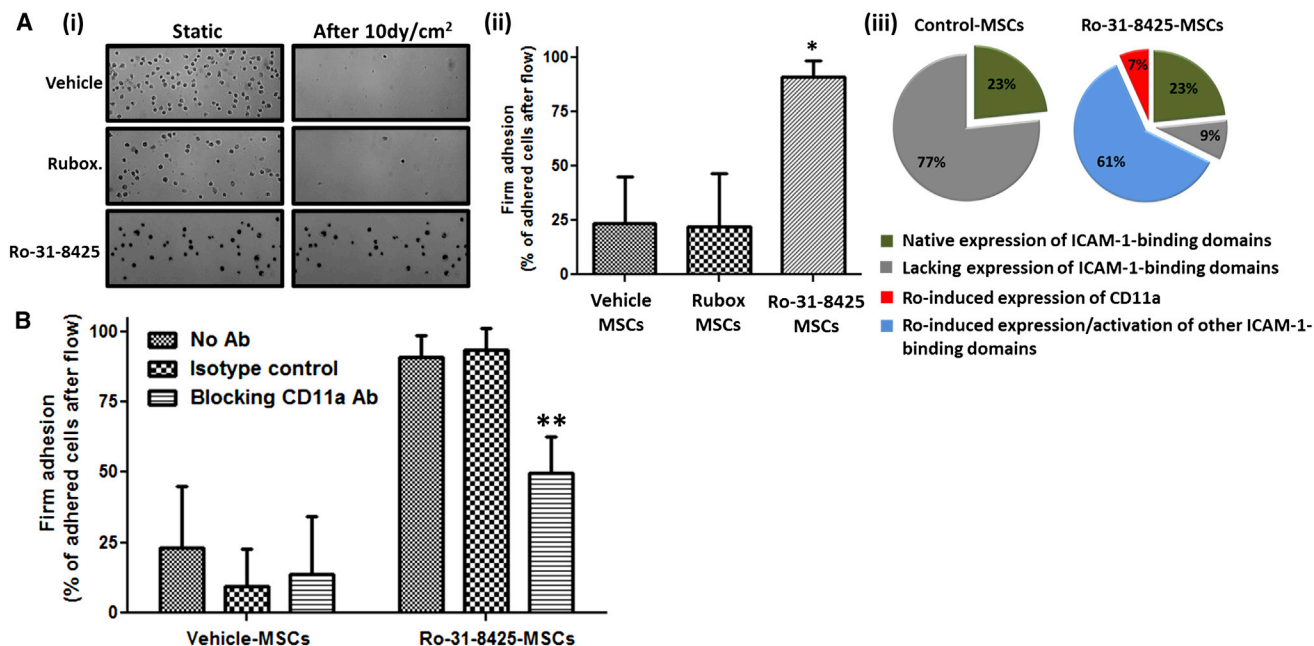 A (i)
Static
After 10dy/cm²
Vehicle
Rubox.
Ro-31-8425
(ii)
Firm adhesion
(% of adhered cells after flow)
100
75
50
25
0
*
Vehicle
MSCs
Rubox
MSCs
Ro-31-8425
MSCs
(iii)
Control-MSCs
Ro-31-8425-MSCs
23%
77%
7%
23%
9%
61%
Native expression of ICAM-1-binding domains
Lacking expression of ICAM-1-binding domains
Ro-induced expression of CD11a
Ro-induced expression/activation of other ICAM-1-
binding domains
B
Firm adhesion
(% of adhered cells after flow)
100
75
50
25
0
No Ab
Isotype control
Blocking CD11a Ab
**
Vehicle-MSCs
Ro-31-8425-MSCs